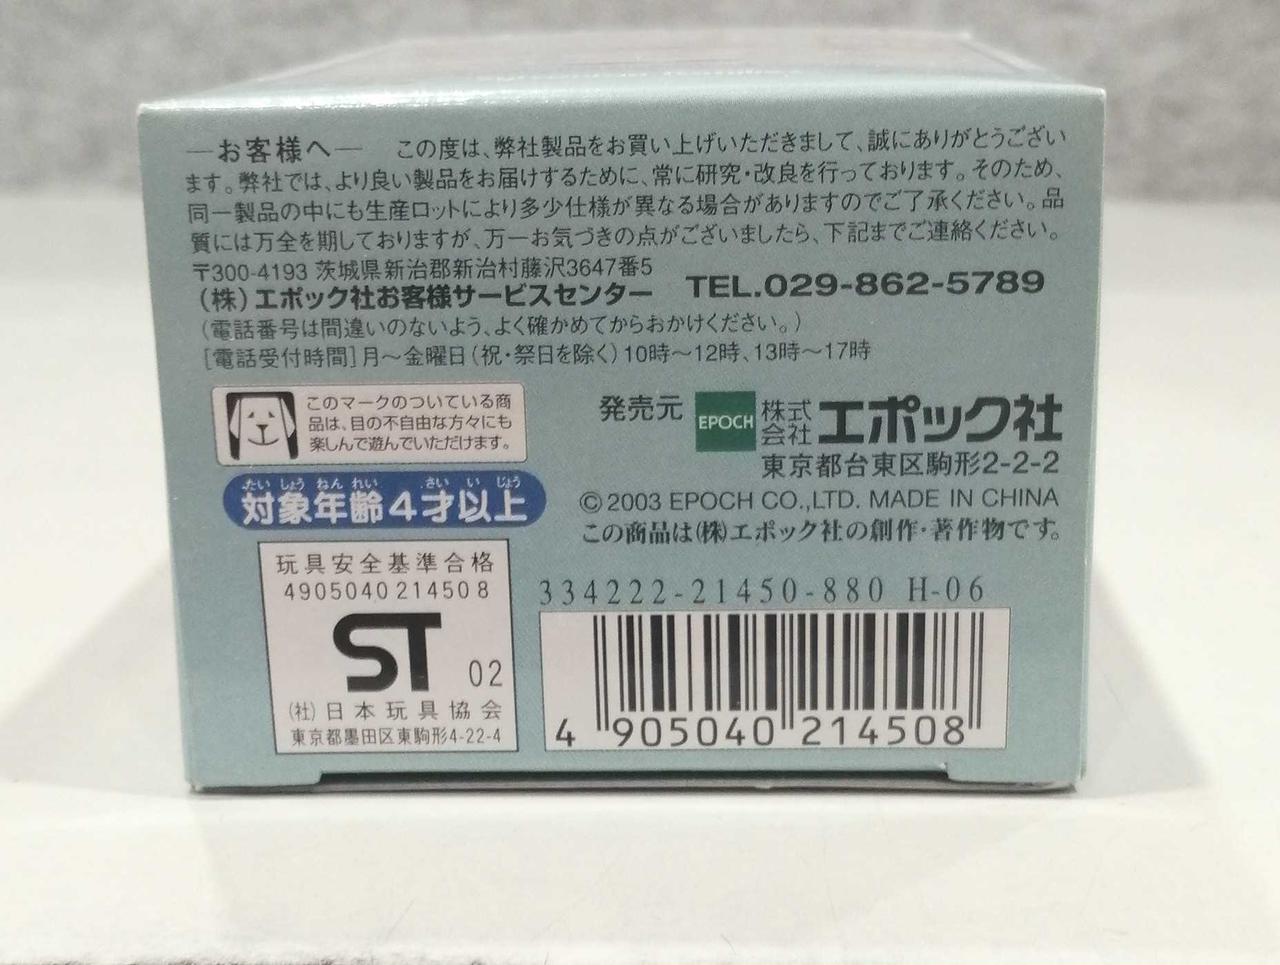 ―お客様へ― この度は、弊社製品をお買い上げいただきまして、誠にありがとうござい
ます。弊社では、より良い製品をお届けするために、常に研究・改良を行っております。そのため、
同一製品の中にも生産ロットにより多少仕様が異なる場合がありますのでご了承ください。品
質には万全を期しておりますが、万一お気づきの点がございましたら、下記までご連絡ください。
〒300-4193 茨城県新治郡新治村藤沢3647番5
(株)エポック社お客様サービスセンター TEL.029-862-5789
(電話番号は間違いのないよう、よく確かめてからおかけください。)
[電話受付時間]月〜金曜日(祝・祭日を除く)10時〜12時、13時〜17時
このマークのついている商
品は、目の不自由な方々にも
楽しんで遊んでいただけます。
たいしょうねんれい さいいじょう
対象年齢4才以上
発売元 EPOCH 株式会社 エポック社
東京都台東区駒形2-2-2
©2003 EPOCH CO.,LTD. MADE IN CHINA
この商品は(株)エポック社の創作・著作物です。
玩具安全基準合格
4905040214508
ST 02
(社)日本玩具協会
東京都墨田区東駒形4-22-4
334222-21450-880 H-06
4 905040 214508